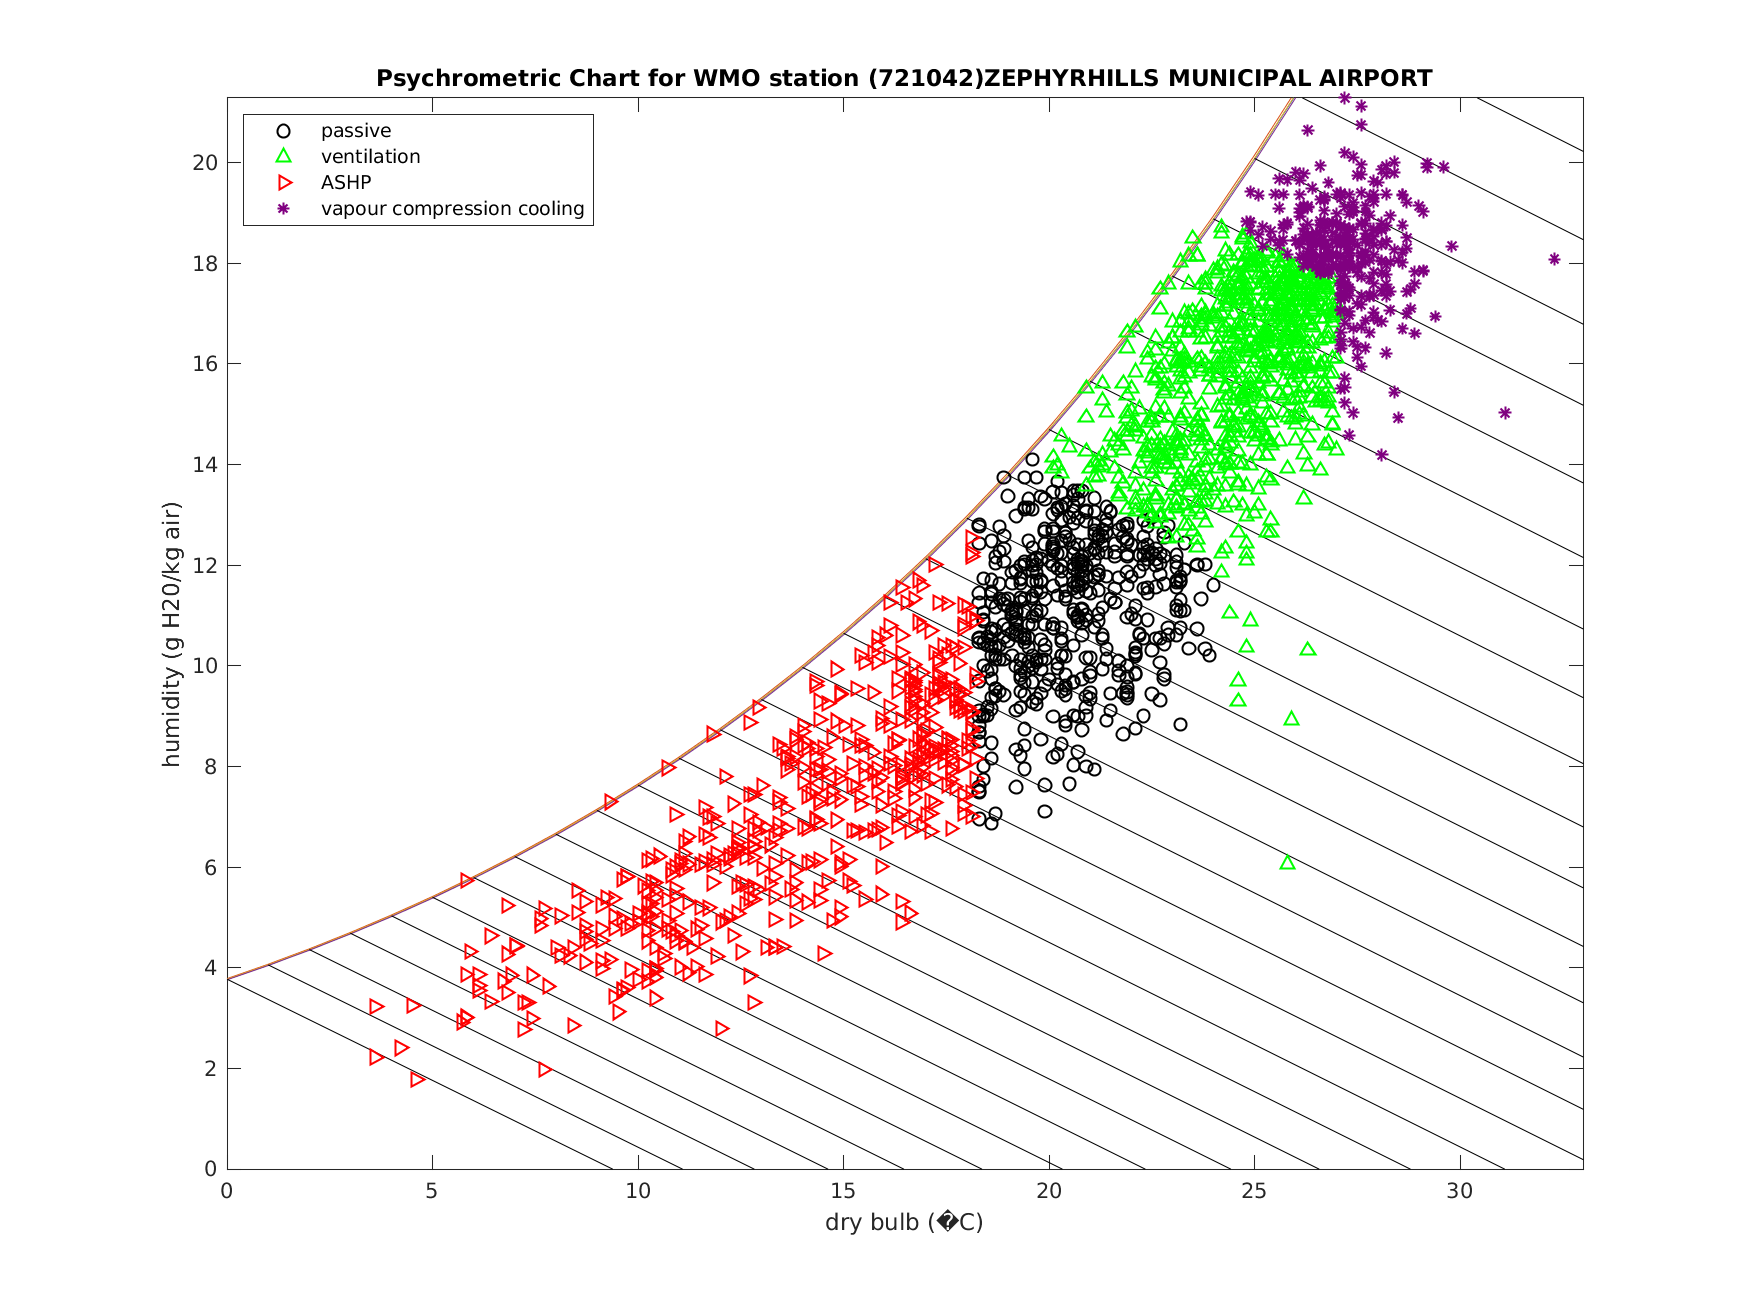 Psychrometric Chart for WMO station (721042)ZEPHYRHILLS MUNICIPAL AIRPORT
passive
ventilation
ASHP
vapour compression cooling
humidity (g H20/kg air)
20
18
16
14
12
10
8
6
4
2
0
0 5 10 15 20 25 30
dry bulb (�C)